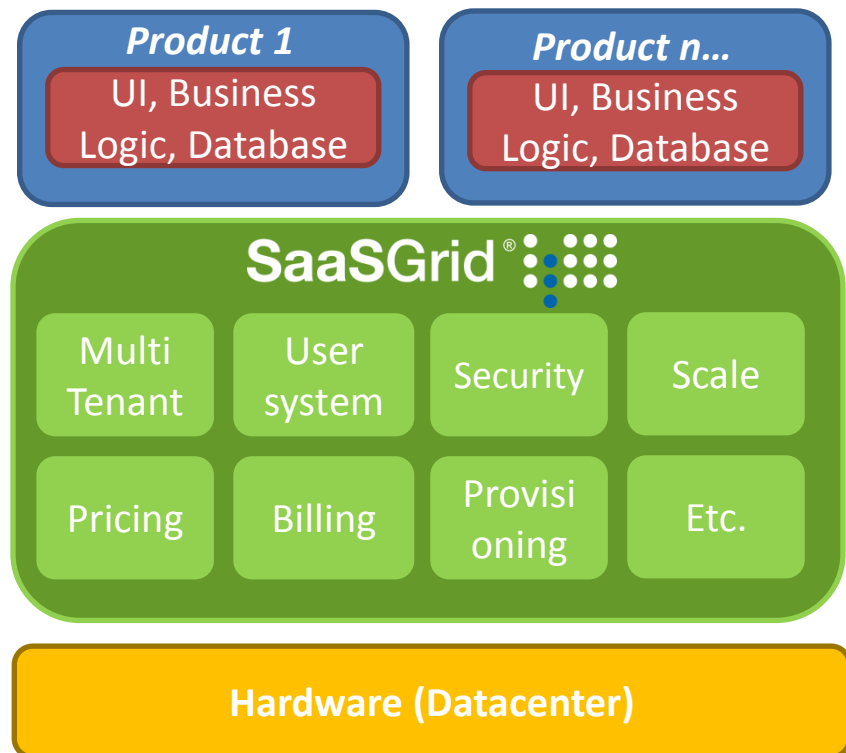 Product 1
UI, Business
Logic, Database
Product n...
UI, Business
Logic, Database
SaaSGrid®
Multi
Tenant
User
system
Security
Scale
Pricing
Billing
Provisi
oning
Etc.
Hardware (Datacenter)